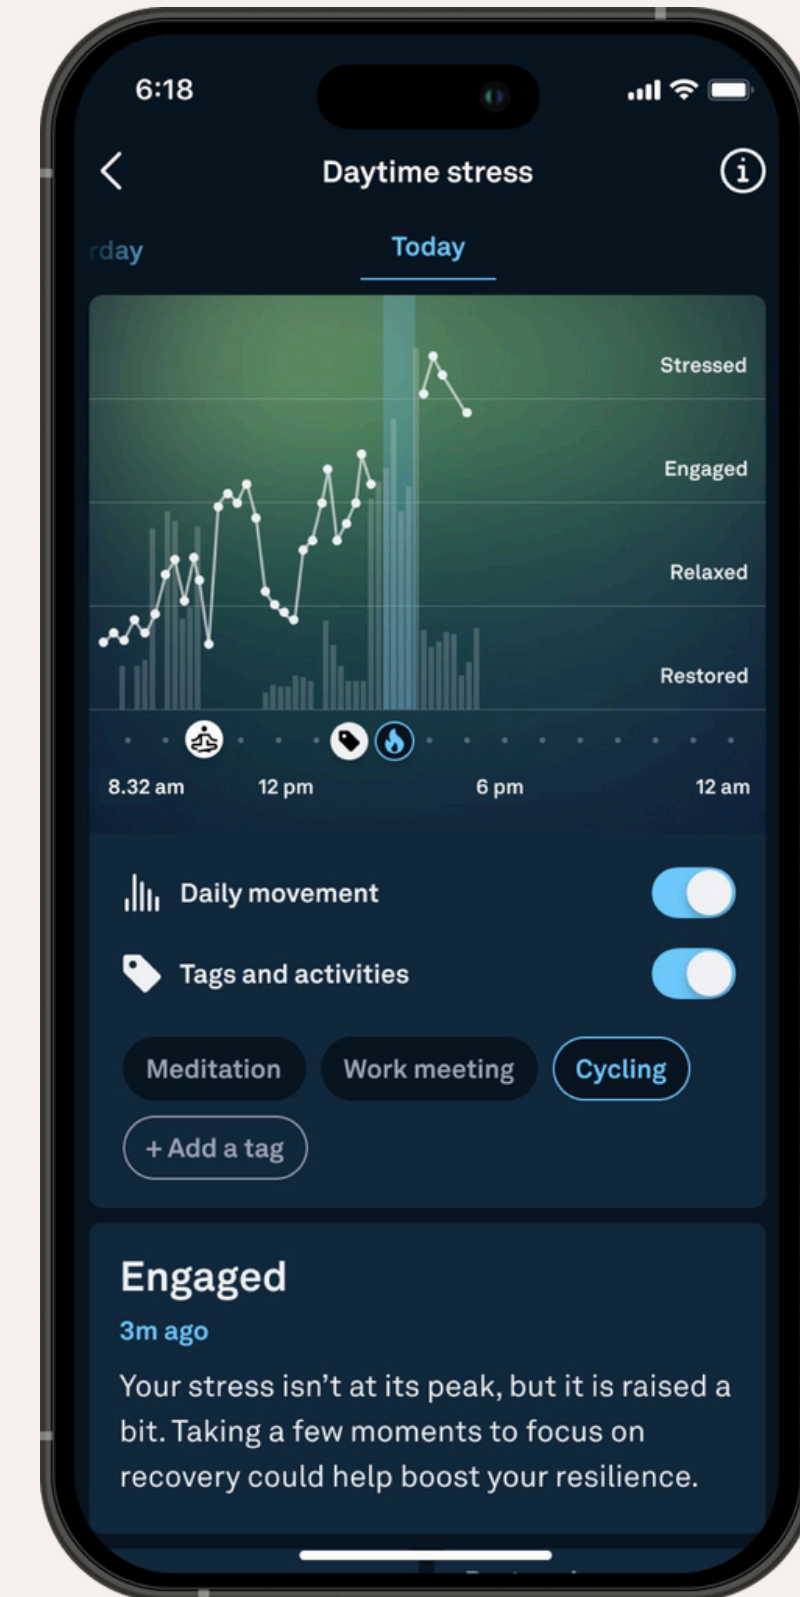 6:18
Daytime stress
rday
Today
Stressed
Engaged
Relaxed
Restored
8.32 am 12 pm 6 pm 12 am
Daily movement
Tags and activities
Meditation Work meeting Cycling
+ Add a tag
Engaged
3m ago
Your stress isn’t at its peak, but it is raised a
bit. Taking a few moments to focus on
recovery could help boost your resilience.